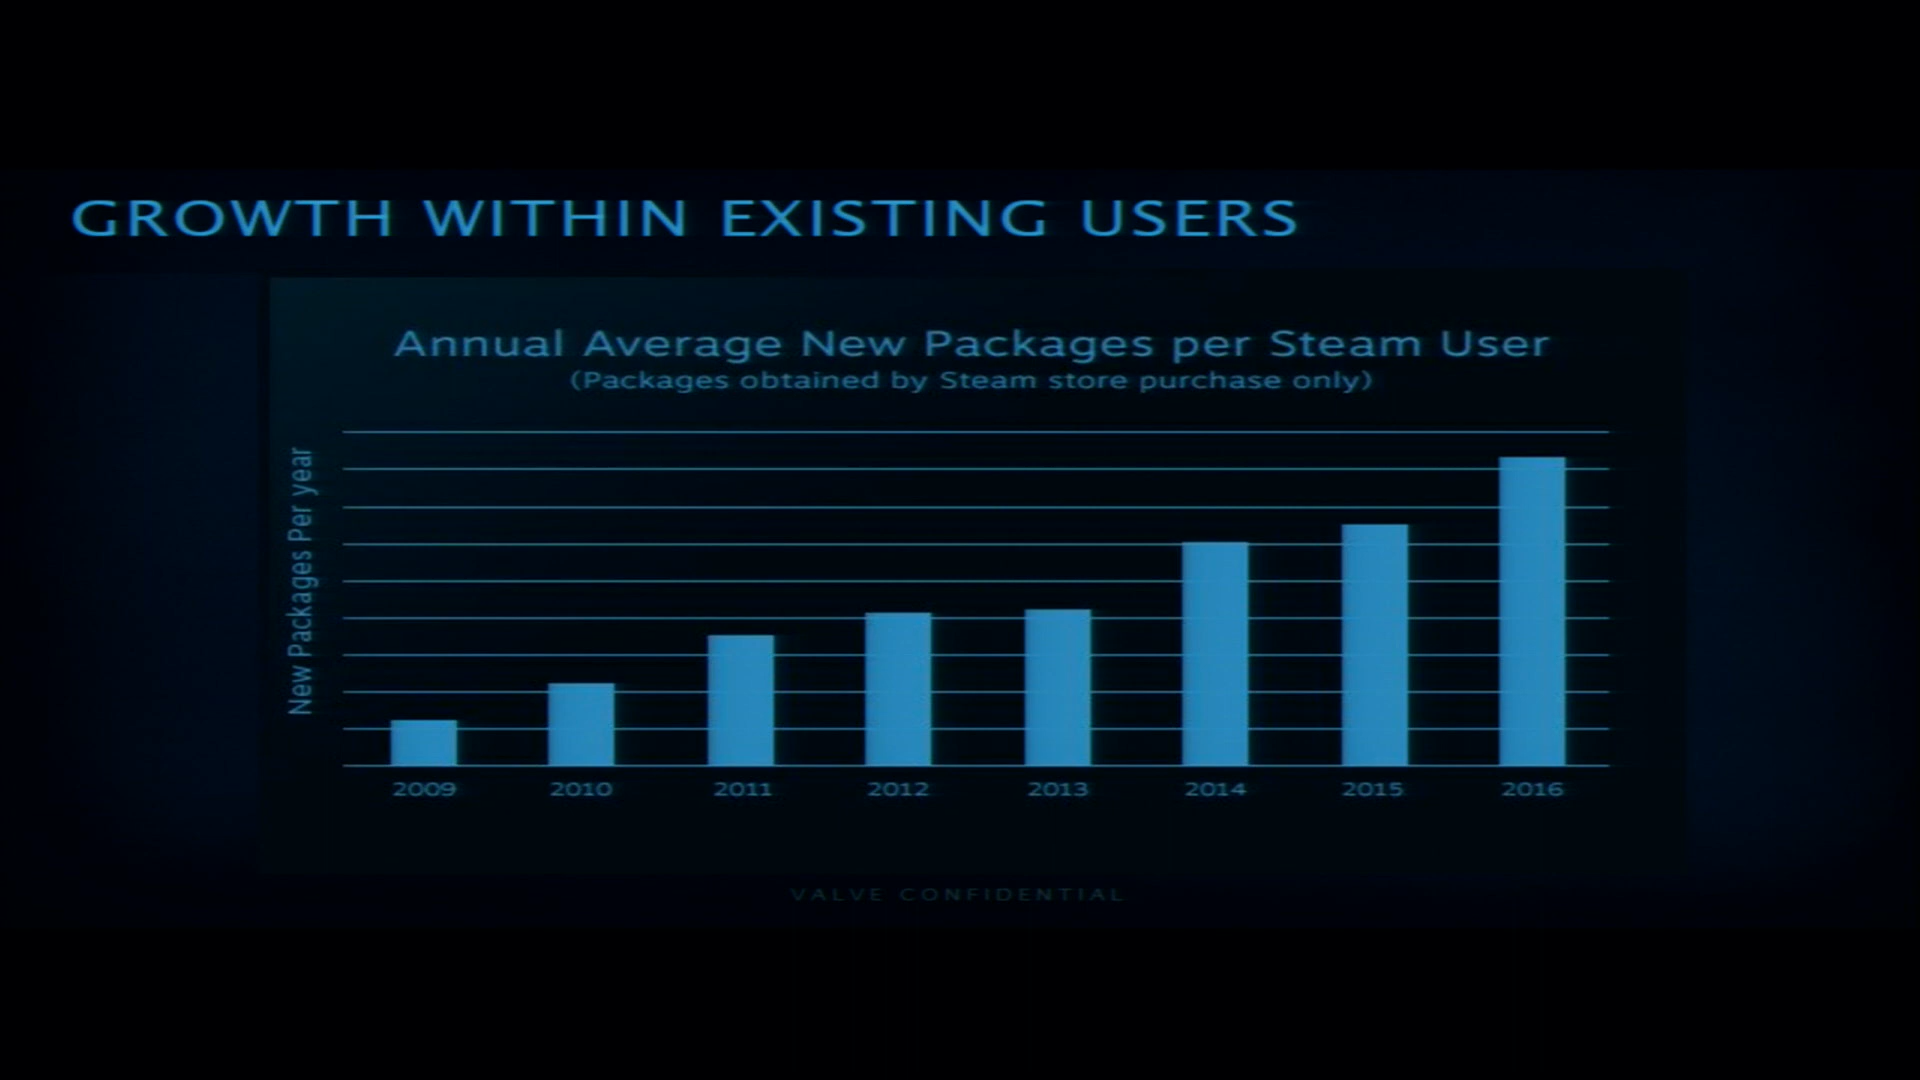 GROWTH WITHIN EXISTING USERS
Annual Average New Packages per Steam User
(Packages obtained by Steam store purchase only)
New Packages Per year
2009 2010 2011 2012 2013 2014 2015 2016
VALVE CONFIDENTIAL